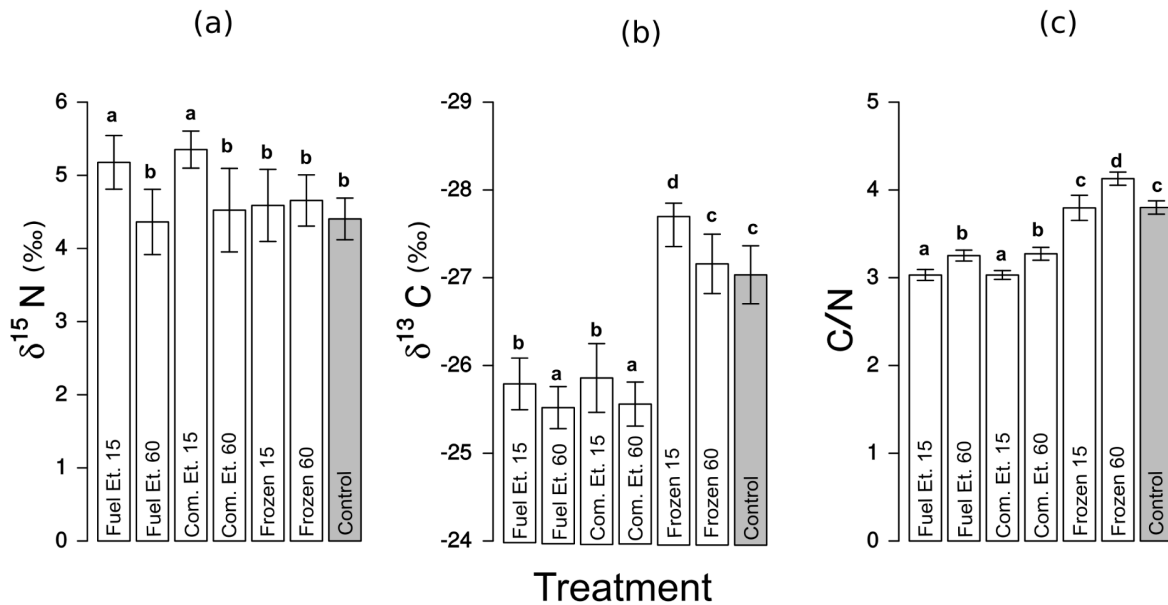 (a)
δ15 N (‰)
6
5
4
3
2
1
0
a
b
a
b
b
b
b
Fuel Et. 15
Fuel Et. 60
Com. Et. 15
Com. Et. 60
Frozen 15
Frozen 60
Control
(b)
δ13 C (‰)
-29
-28
-27
-26
-25
-24
b
a
b
a
d
c
c
Fuel Et. 15
Fuel Et. 60
Com. Et. 15
Com. Et. 60
Frozen 15
Frozen 60
Control
(c)
C/N
5
4
3
2
1
0
a
b
a
b
c
d
c
Fuel Et. 15
Fuel Et. 60
Com. Et. 15
Com. Et. 60
Frozen 15
Frozen 60
Control
Treatment